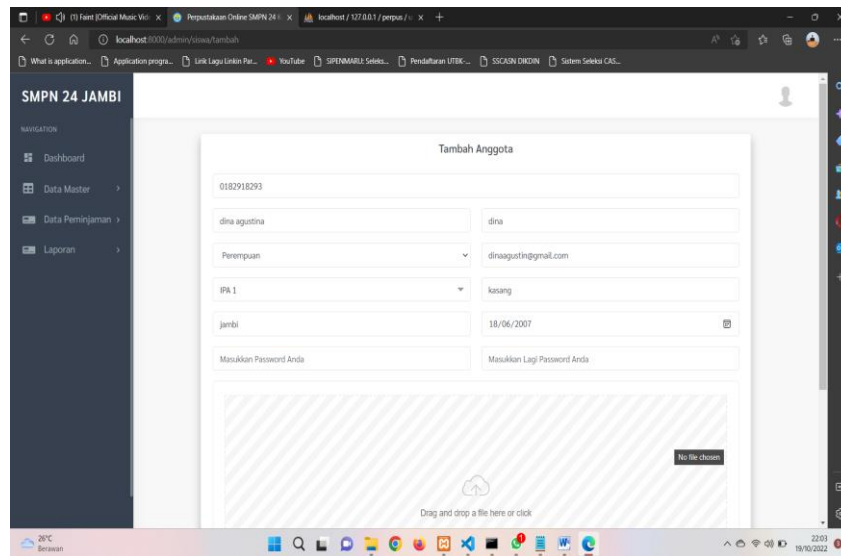 (1) Faint [Official Music Vid
Perpustakaan Online SMPN 24
localhost / 127.0.0.1 / perpus /
localhost:8000/admin/siswa/tambah
What is application...
Application progra...
Lirik Lagu Linkin Par...
YouTube
SIPENMARU: Seleks...
Pendaftaran UTBK-...
SSCASN DIKDIN
Sistem Seleksi CAS...
SMPN 24 JAMBI
NAVIGATION
Dashboard
Data Master
Data Peminjaman
Laporan
Tambah Anggota
0182918293
dina agustina
dina
Perempuan
dinaagustin@gmail.com
IPA 1
kasang
jambi
18/06/2007
Masukkan Password Anda
Masukkan Lagi Password Anda
No file chosen
Drag and drop a file here or click
26°C
Berawan
22:03
19/10/2022